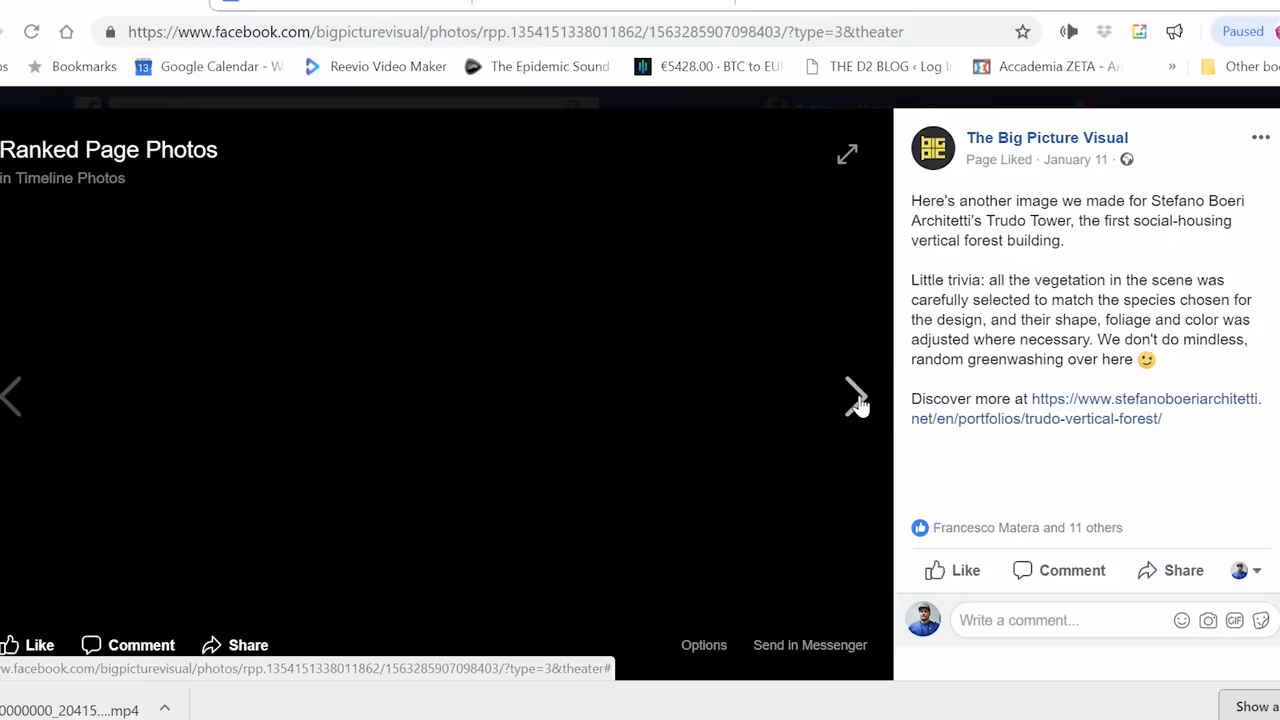 https://www.facebook.com/bigpicturevisual/photos/rpp.1354151338011862/1563285907098403/?type=3&theater
Paused
Bookmarks
13
Google Calendar - W
Reevio Video Maker
The Epidemic Sound
€5428.00 · BTC to EU
The D2 BLOG ‹ Log I
Accademia ZETA - A
»
Other bo
Ranked Page Photos
in Timeline Photos
BIG
PIC
The Big Picture Visual
Page Liked · January 11 ·
Here's another image we made for Stefano Boeri
Architetti's Trudo Tower, the first social-housing
vertical forest building.
Little trivia: all the vegetation in the scene was
carefully selected to match the species chosen for
the design, and their shape, foliage and color was
adjusted where necessary. We don't do mindless,
random greenwashing over here 😉
Discover more at https://www.stefanoboeriarchitetti.
net/en/portfolios/trudo-vertical-forest/
Francesco Matera and 11 others
Like
Comment
Share
Write a comment...
GIF
Like
Comment
Share
Options
Send in Messenger
w.facebook.com/bigpicturevisual/photos/rpp.1354151338011862/1563285907098403/?type=3&theater#
0000000_20415....mp4
Show a